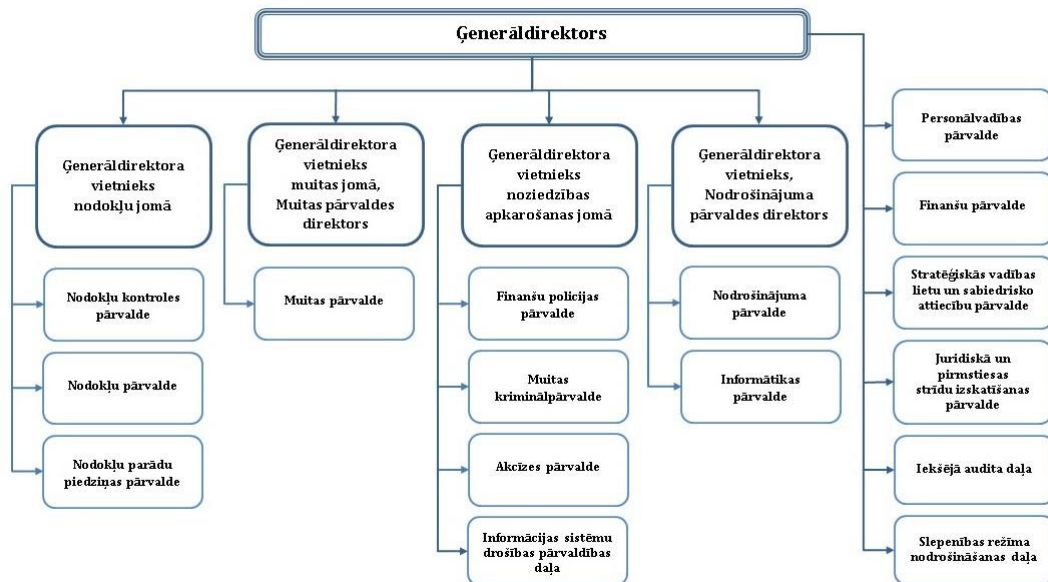 Ģenerāldirektors
Ģenerāldirektora
vietnieks
nodokļu jomā
Nodokļu kontroles
pārvalde
Nodokļu pārvalde
Nodokļu parādu
piedziņas pārvalde
Ģenerāldirektora
vietnieks
muitas jomā,
Muitas pārvaldes
direktors
Muitas pārvalde
Ģenerāldirektora
vietnieks
noziedzības
apkarošanas jomā
Finanšu policijas
pārvalde
Muitas
kriminālpārvalde
Akcīzes pārvalde
Informācijas sistēmu
drošības pārvaldības
daļa
Ģenerāldirektora
vietnieks,
Nodrošinājuma
pārvaldes direktors
Nodrošinājuma
pārvalde
Informātikas
pārvalde
Personālvadības
pārvalde
Finanšu pārvalde
Stratēģiskās vadības
lietu un sabiedrisko
attiecību pārvalde
Juridiskā un
pirmstiesas
strīdu izskatīšanas
pārvalde
Iekšējā audita daļa
Slepenības režīma
nodrošināšanas daļa